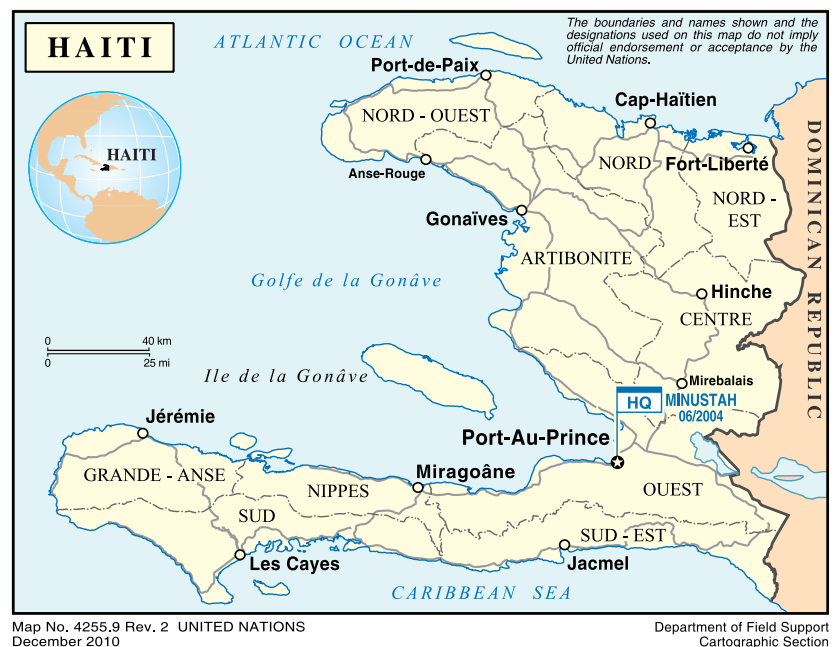 HAITI
ATLANTIC OCEAN
The boundaries and names shown and the
designations used on this map do not imply
official endorsement or acceptance by the
United Nations.
Port-de-Paix
Cap-Haïtien
NORD - OUEST
HAITI
Anse-Rouge
NORD
Fort-Liberté
NORD -
EST
Gonaïves
DOMINICAN REPUBLIC
ARTIBONITE
Golfe de la Gonâve
Hinche
CENTRE
0 40 km
0 25 mi
Ile de la Gonâve
Mirebalais
HQ
MINUSTAH
06/2004
Jérémie
Port-Au-Prince
GRANDE - ANSE
Miragoâne
NIPPES
OUEST
SUD
SUD - EST
Les Cayes
Jacmel
CARIBBEAN SEA
Map No. 4255.9 Rev. 2 UNITED NATIONS
December 2010
Department of Field Support
Cartographic Section